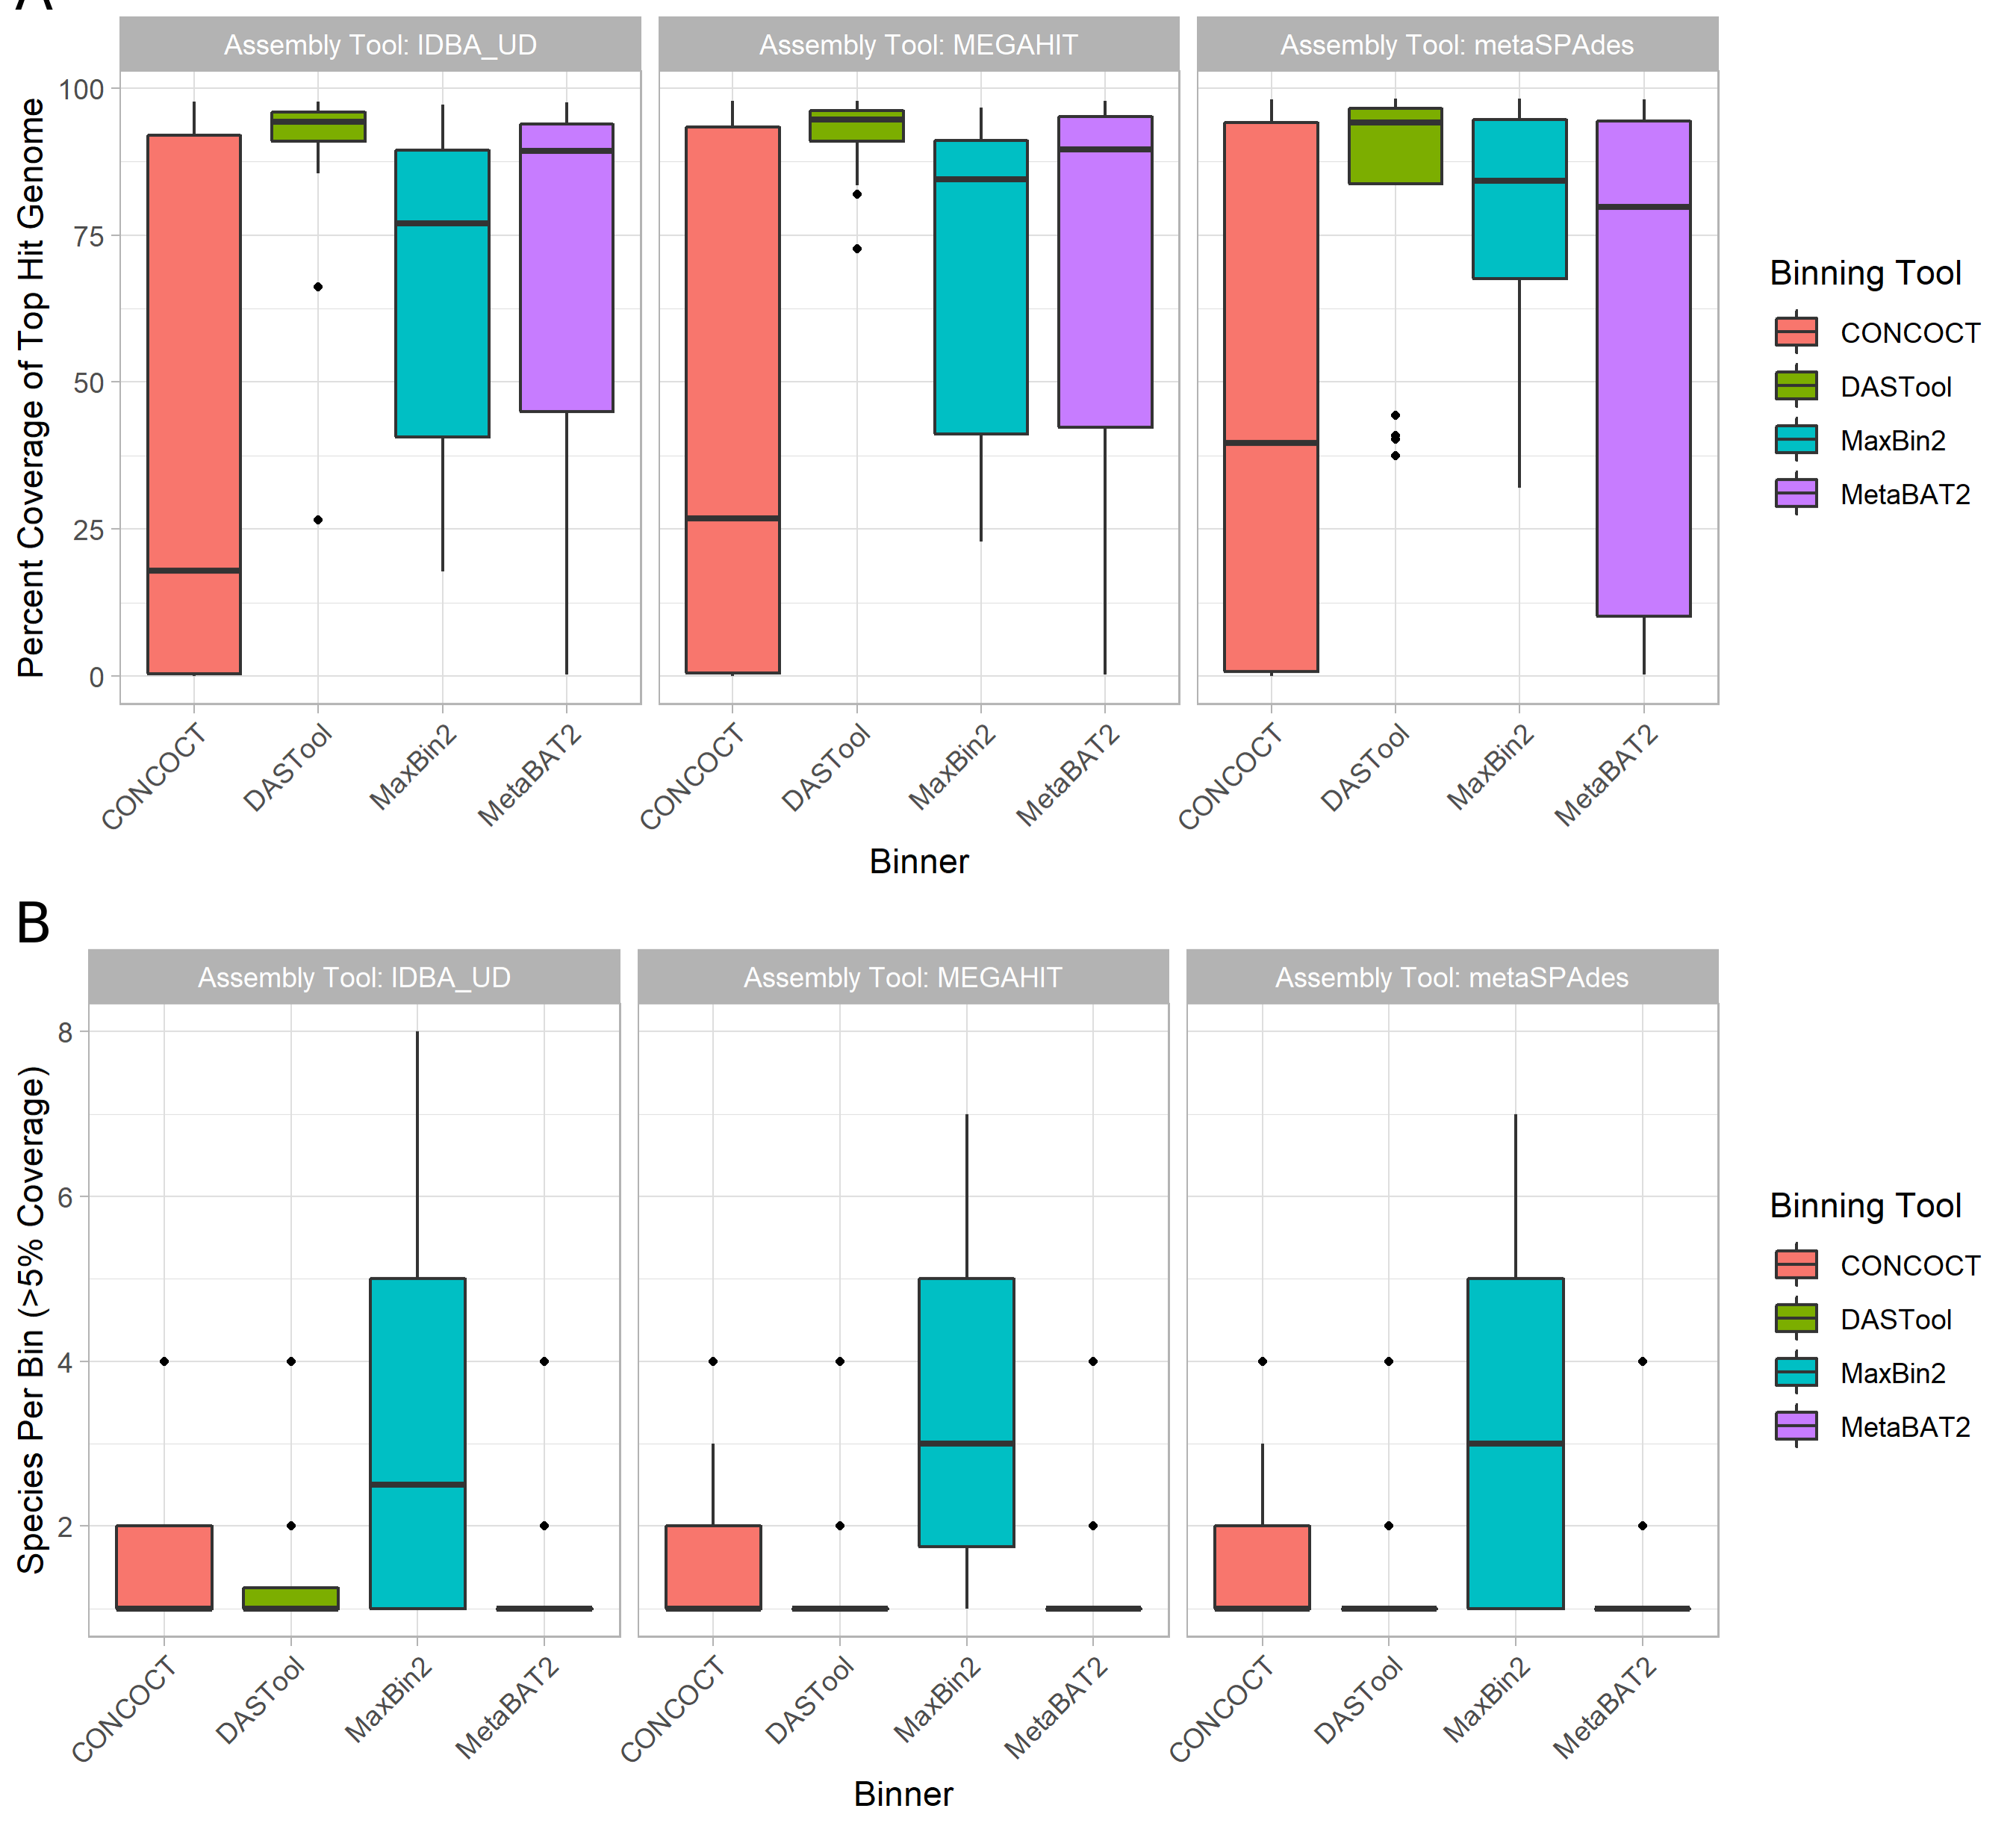 A
Assembly Tool: IDBA_UD
Assembly Tool: MEGAHIT
Assembly Tool: metaSPAdes
Percent Coverage of Top Hit Genome
100
75
50
25
0
CONCOCT
DASTool
MaxBin2
MetaBAT2
CONCOCT
DASTool
MaxBin2
MetaBAT2
CONCOCT
DASTool
MaxBin2
MetaBAT2
Binner
Binning Tool
CONCOCT
DASTool
MaxBin2
MetaBAT2
B
Assembly Tool: IDBA_UD
Assembly Tool: MEGAHIT
Assembly Tool: metaSPAdes
Species Per Bin (>5% Coverage)
8
6
4
2
CONCOCT
DASTool
MaxBin2
MetaBAT2
CONCOCT
DASTool
MaxBin2
MetaBAT2
CONCOCT
DASTool
MaxBin2
MetaBAT2
Binner
Binning Tool
CONCOCT
DASTool
MaxBin2
MetaBAT2